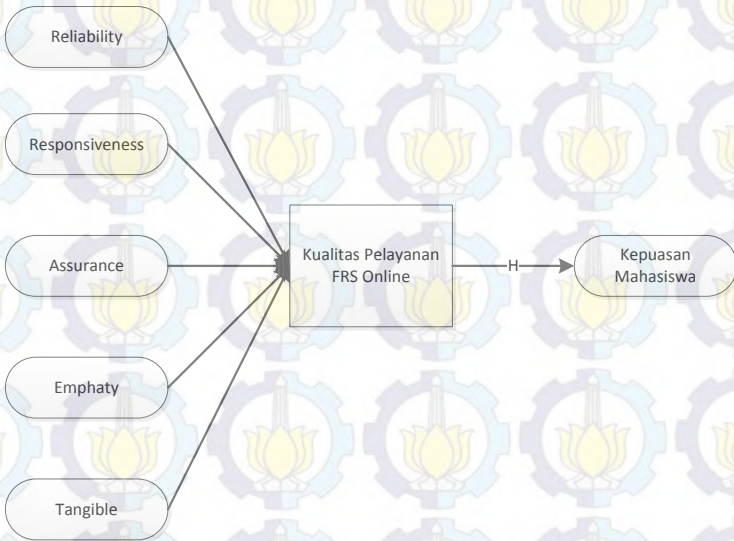 Reliability
Responsiveness
Assurance
Emphaty
Tangible
Kualitas Pelayanan
FRS Online
H
Kepuasan
Mahasiswa